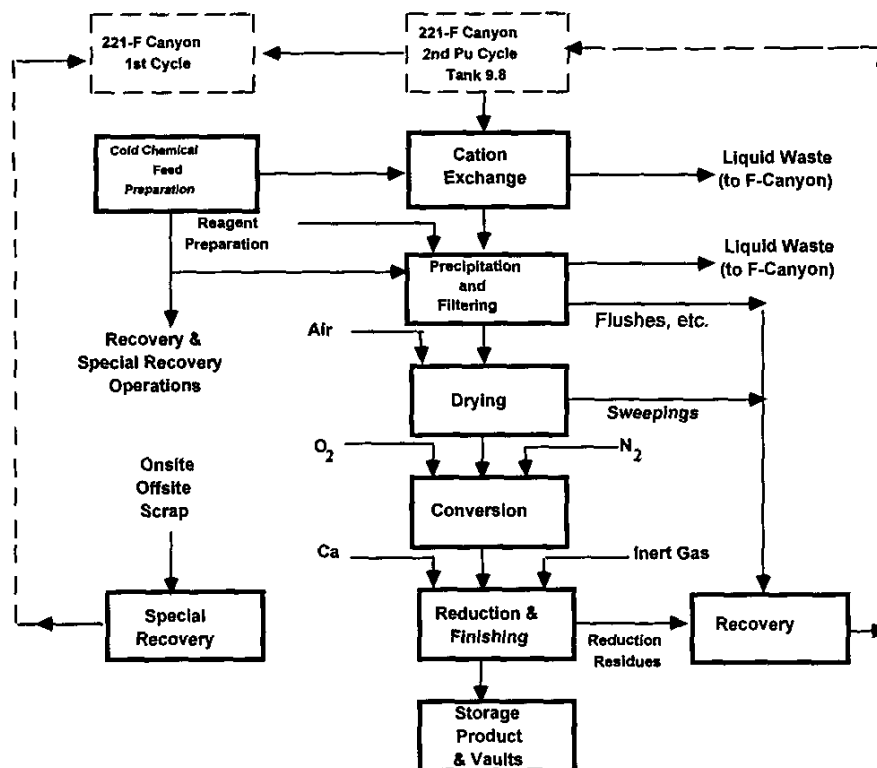 221-F Canyon
1st Cycle
221-F Canyon
2nd Pu Cycle
Tank 9.8
Cold Chemical
Feed
Preparation
Cation
Exchange
Liquid Waste
(to F-Canyon)
Reagent
Preparation
Precipitation
and
Filtering
Liquid Waste
(to F-Canyon)
Flushes, etc.
Recovery &
Special Recovery
Operations
Air
Drying
Sweepings
O2
N2
Onsite
Offsite
Scrap
Conversion
Ca
Inert Gas
Special
Recovery
Reduction &
Finishing
Reduction
Residues
Recovery
Storage
Product
& Vaults